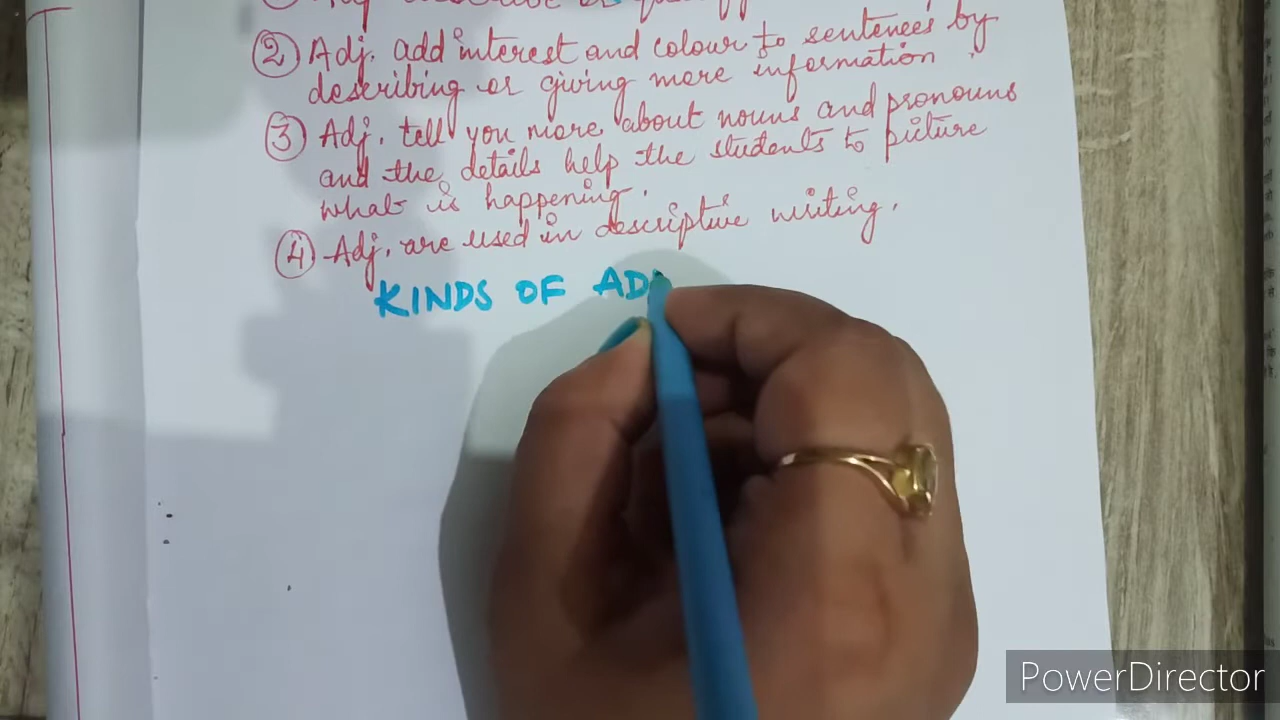 ② Adj. add interest and colour to sentences by
describing or giving more information.
③ Adj. tell you more about nouns and pronouns
and the details help the students to picture
what is happening.
④ Adj. are used in descriptive writing.
KINDS OF AD
PowerDirector